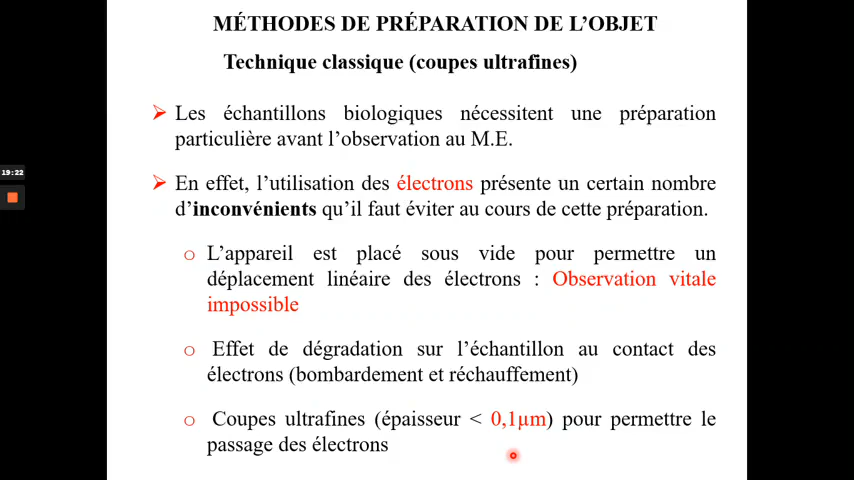 MÉTHODES DE PRÉPARATION DE L’OBJET
Technique classique (coupes ultrafines)
Les échantillons biologiques nécessitent une préparation
particulière avant l’observation au M.E.
19:22
En effet, l’utilisation des électrons présente un certain nombre
d’inconvénients qu’il faut éviter au cours de cette préparation.
L’appareil est placé sous vide pour permettre un
déplacement linéaire des électrons : Observation vitale
impossible
Effet de dégradation sur l’échantillon au contact des
électrons (bombardement et réchauffement)
Coupes ultrafines (épaisseur < 0,1µm) pour permettre le
passage des électrons